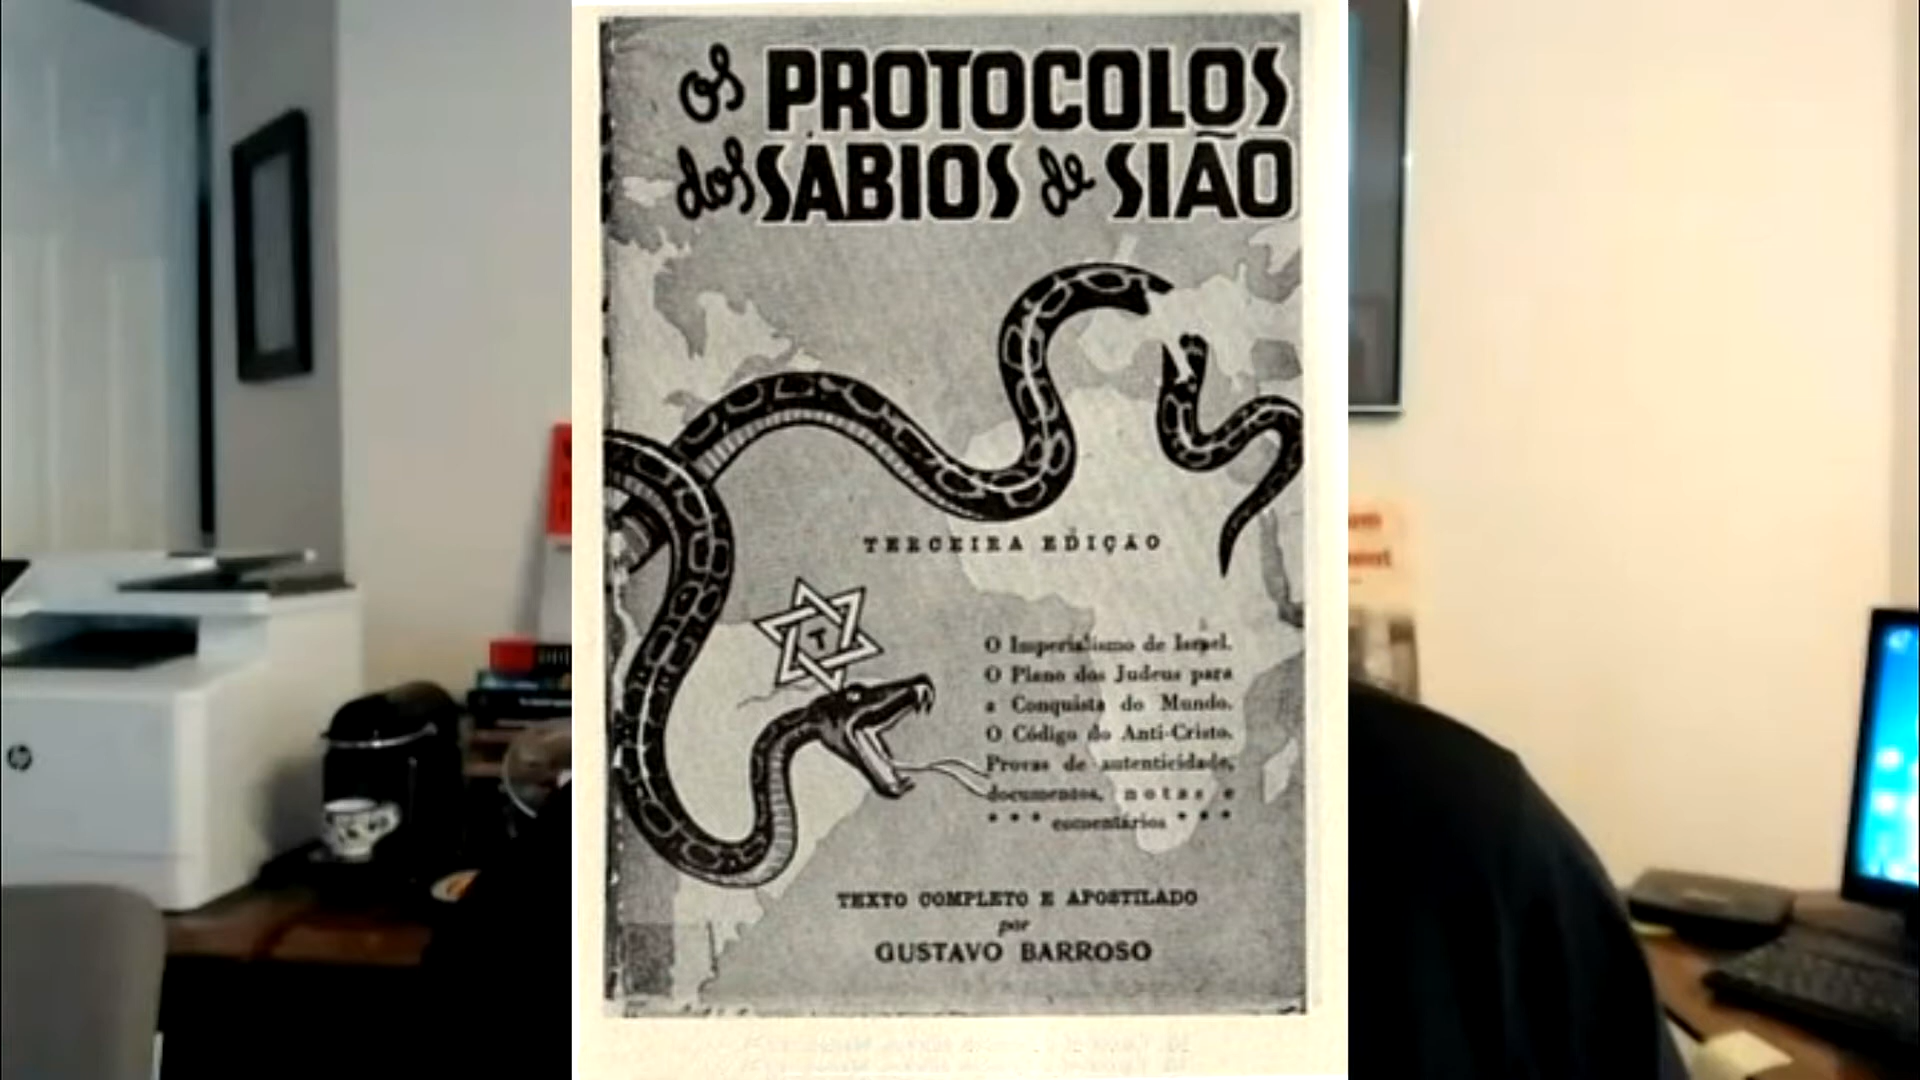 os PROTOCOLOS
dos SÁBIOS de SIÃO
TERCEIRA EDIÇÃO
T
O Imperialismo de Israel.
O Plano dos Judeus para
a Conquista do Mundo.
O Código do Anti-Cristo.
Provas de autenticidade,
documentos, notas e
* * * comentários * * *
TEXTO COMPLETO E APOSTILADO
por
GUSTAVO BARROSO
hp